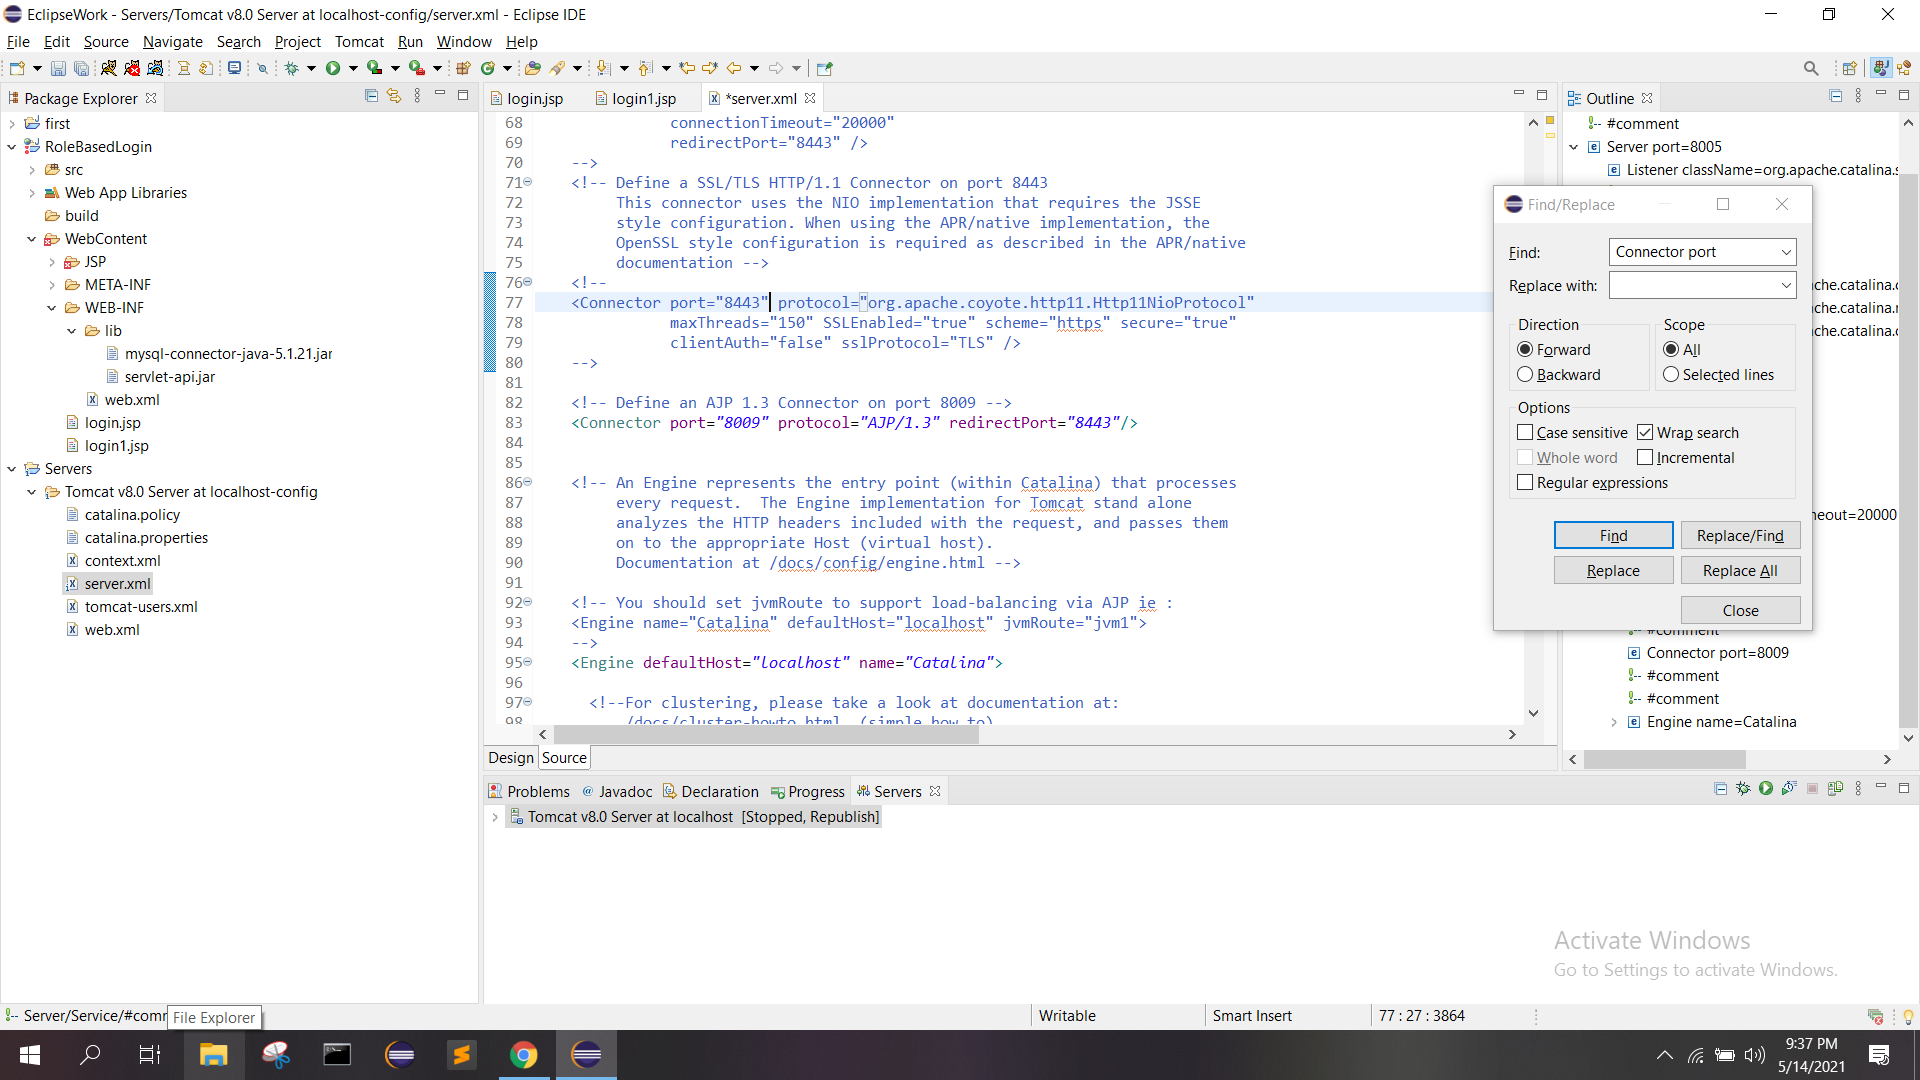 EclipseWork - Servers/Tomcat v8.0 Server at localhost-config/server.xml - Eclipse IDE
File Edit Source Navigate Search Project Tomcat Run Window Help
Package Explorer
first
RoleBasedLogin
src
Web App Libraries
build
WebContent
JSP
META-INF
WEB-INF
lib
mysql-connector-java-5.1.21.jar
servlet-api.jar
web.xml
login.jsp
login1.jsp
Servers
Tomcat v8.0 Server at localhost-config
catalina.policy
catalina.properties
context.xml
server.xml
tomcat-users.xml
web.xml
login.jsp login1.jsp *server.xml
68 connectionTimeout="20000"
69 redirectPort="8443" />
70 -->
71 <!-- Define a SSL/TLS HTTP/1.1 Connector on port 8443
72 This connector uses the NIO implementation that requires the JSSE
73 style configuration. When using the APR/native implementation, the
74 OpenSSL style configuration is required as described in the APR/native
75 documentation -->
76 <!--
77 <Connector port="8443" protocol="org.apache.coyote.http11.Http11NioProtocol"
78 maxThreads="150" SSLEnabled="true" scheme="https" secure="true"
79 clientAuth="false" sslProtocol="TLS" />
80 -->
81
82 <!-- Define an AJP 1.3 Connector on port 8009 -->
83 <Connector port="8009" protocol="AJP/1.3" redirectPort="8443"/>
84
85
86 <!-- An Engine represents the entry point (within Catalina) that processes
87 every request.  The Engine implementation for Tomcat stand alone
88 analyzes the HTTP headers included with the request, and passes them
89 on to the appropriate Host (virtual host).
90 Documentation at /docs/config/engine.html -->
91
92 <!-- You should set jvmRoute to support load-balancing via AJP ie :
93 <Engine name="Catalina" defaultHost="localhost" jvmRoute="jvm1">
94 -->
95 <Engine defaultHost="localhost" name="Catalina">
96
97 <!--For clustering, please take a look at documentation at:
98 /docs/cluster-howto.html  (simple how to)
Design Source
Outline
#comment
Server port=8005
Listener className=org.apache.catalina.s
Find/Replace
Find: Connector port
Replace with:
Direction
Forward
Backward
Scope
All
Selected lines
Options
Case sensitive Wrap search
Whole word Incremental
Regular expressions
Find Replace/Find
Replace Replace All
Close
che.catalina.c
che.catalina.r
che.catalina.c
neout=20000
#comment
Connector port=8009
#comment
#comment
Engine name=Catalina
Problems @ Javadoc Declaration Progress Servers
Tomcat v8.0 Server at localhost [Stopped, Republish]
Activate Windows
Go to Settings to activate Windows.
Server/Service/#comm
File Explorer
Writable Smart Insert 77 : 27 : 3864
9:37 PM
5/14/2021